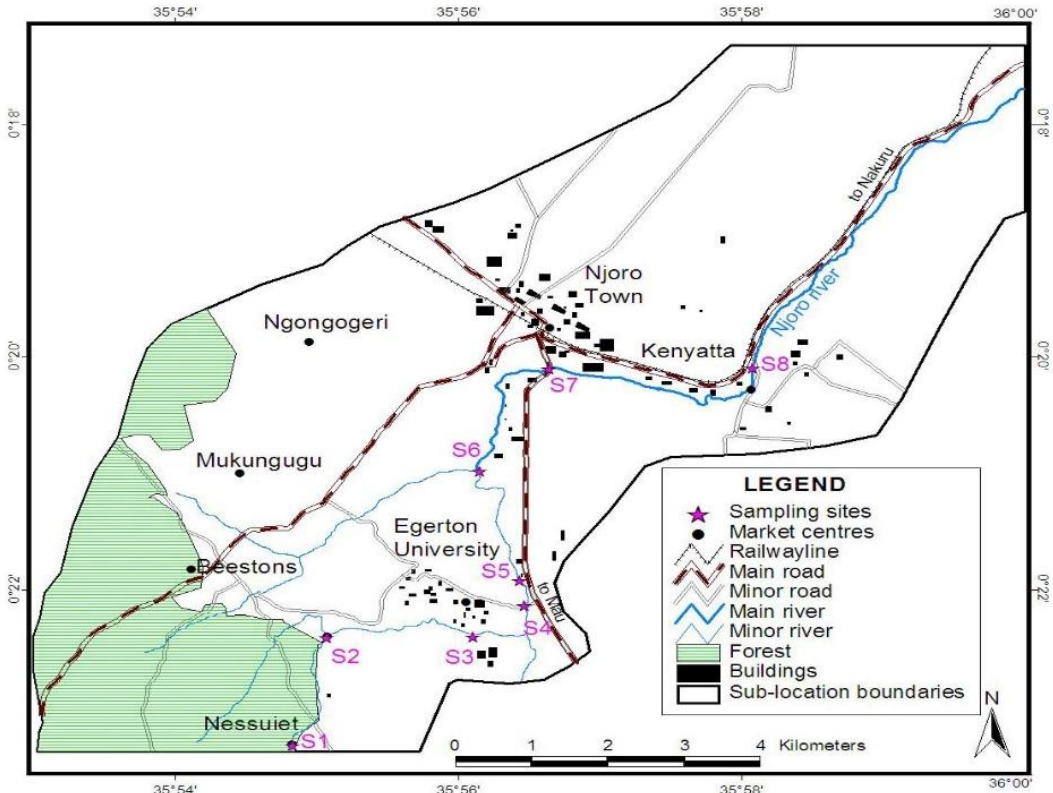 35°54' 35°56' 35°58' 36°00'
0°18' 0°18'
to Nakuru
Njoro
Town
Njoro river
Ngongogeri
0°20' Kenyatta 0°20'
S8
S7
S6
Mukungugu
Egerton
University
Beestons
S5
0°22' 0°22'
to Mau
S4
S2 S3
Nessuiet
S1
LEGEND
Sampling sites
Market centres
Railwayline
Main road
Minor road
Main river
Minor river
Forest
Buildings
Sub-location boundaries
N
0 1 2 3 4 Kilometers
35°54' 35°56' 35°58' 36°00'